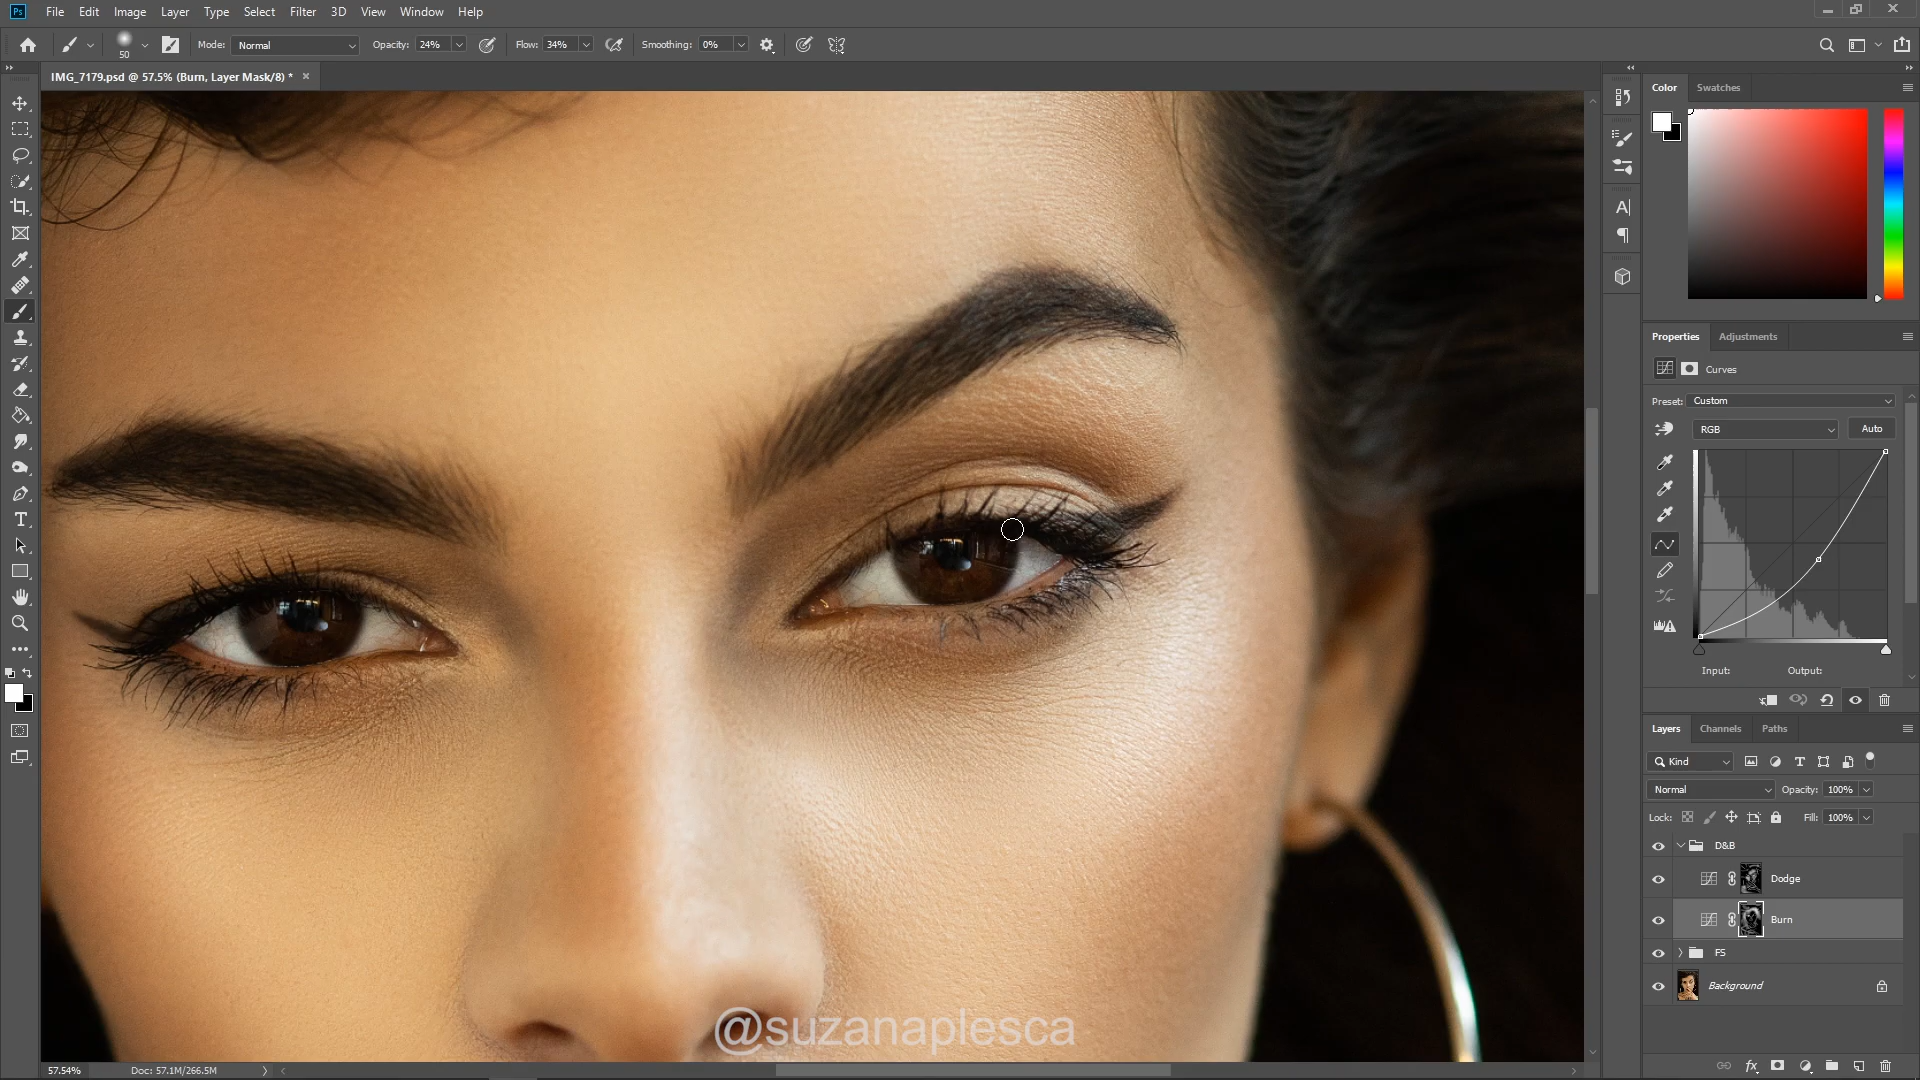 Ps File Edit Image Layer Type Select Filter 3D View Window Help
50 Mode: Normal Opacity: 24% Flow: 34% Smoothing: 0%
IMG_7179.psd @ 57.5% (Burn, Layer Mask/8) * ×
Color Swatches
Properties Adjustments
Curves
Preset: Custom
RGB Auto
Input: Output:
Layers Channels Paths
Kind
Normal Opacity: 100%
Lock: Fill: 100%
D&B
Dodge
Burn
FS
Background
@suzanaplesca
57.54% Doc: 57.1M/266.5M